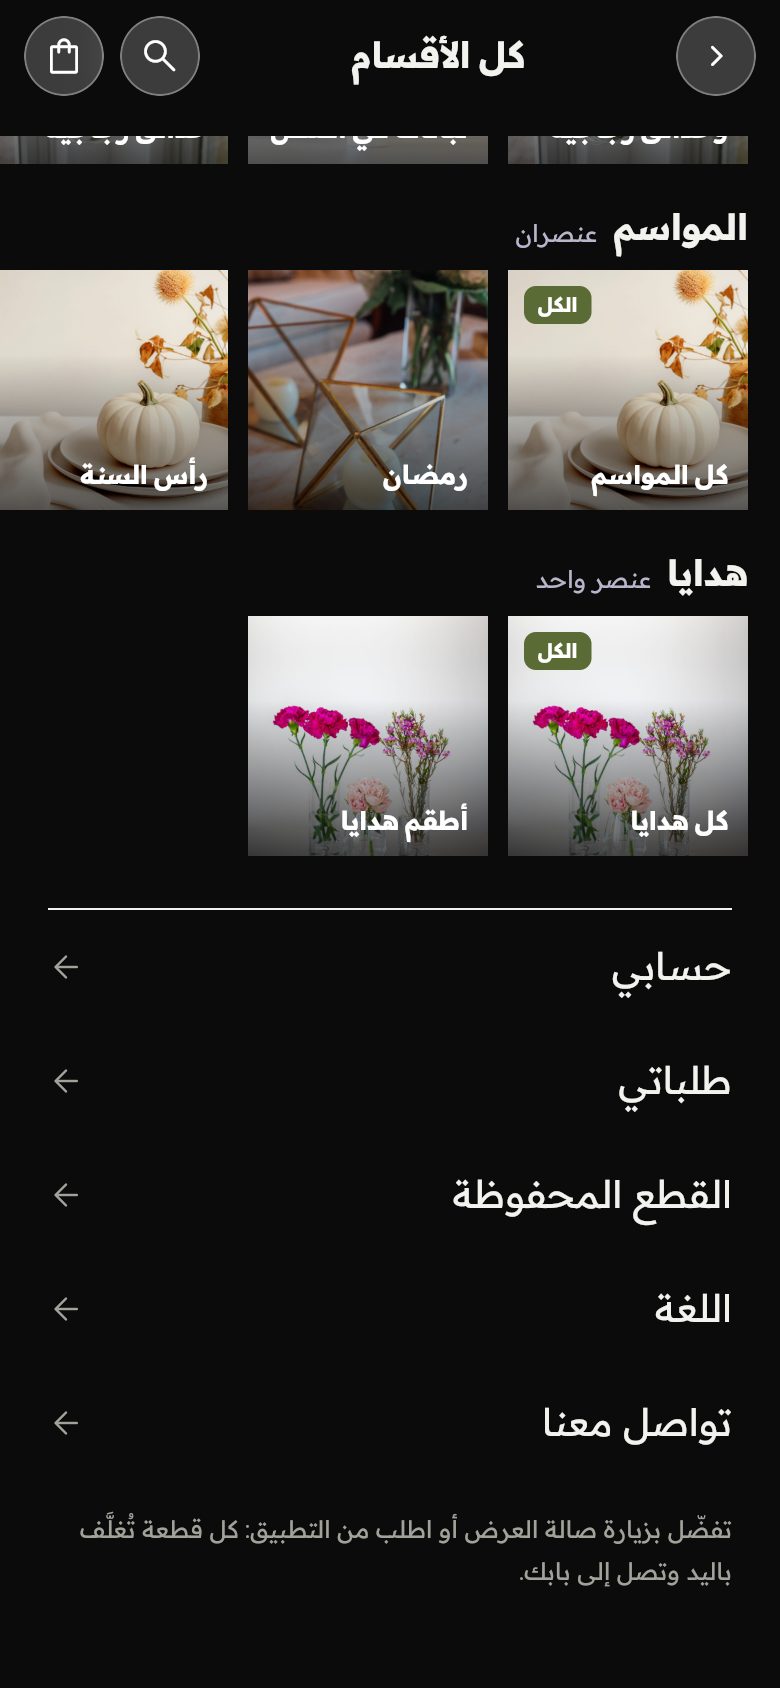 كل الأقسام
المواسم عنصران
الكل
كل المواسم
رمضان
رأس السنة
هدايا عنصر واحد
الكل
كل هدايا
أطقم هدايا
حسابي
طلباتي
القطع المحفوظة
اللغة
تواصل معنا
تفضّل بزيارة صالة العرض أو اطلب من التطبيق: كل قطعة تُغلَّف
باليد وتصل إلى بابك.